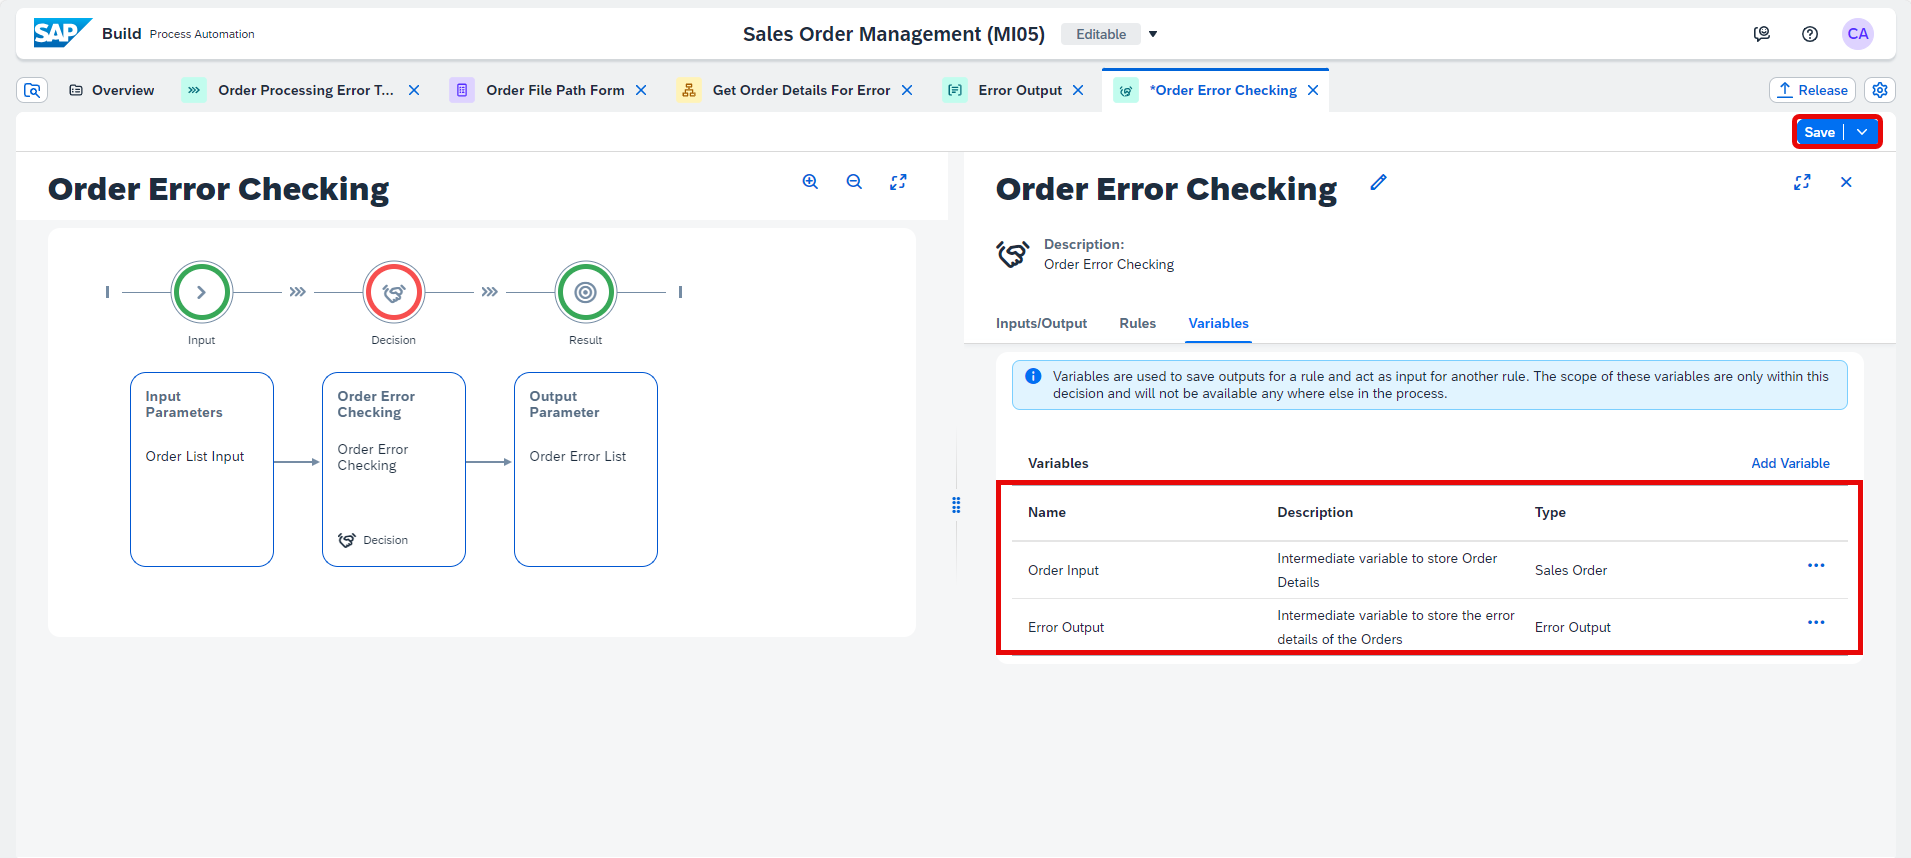 SAP Build Process Automation
Sales Order Management (MI05) Editable
CA
Overview
Order Processing Error T...
Order File Path Form
Get Order Details For Error
Error Output
*Order Error Checking
Release
Save
Order Error Checking
Input
Decision
Result
Input
Parameters
Order List Input
Order Error
Checking
Order Error
Checking
Decision
Output
Parameter
Order Error List
Order Error Checking
Description:
Order Error Checking
Inputs/Output
Rules
Variables
Variables are used to save outputs for a rule and act as input for another rule. The scope of these variables are only within this
decision and will not be available any where else in the process.
Variables
Add Variable
Name Description Type
Order Input
Intermediate variable to store Order
Details
Sales Order
Error Output
Intermediate variable to store the error
details of the Orders
Error Output